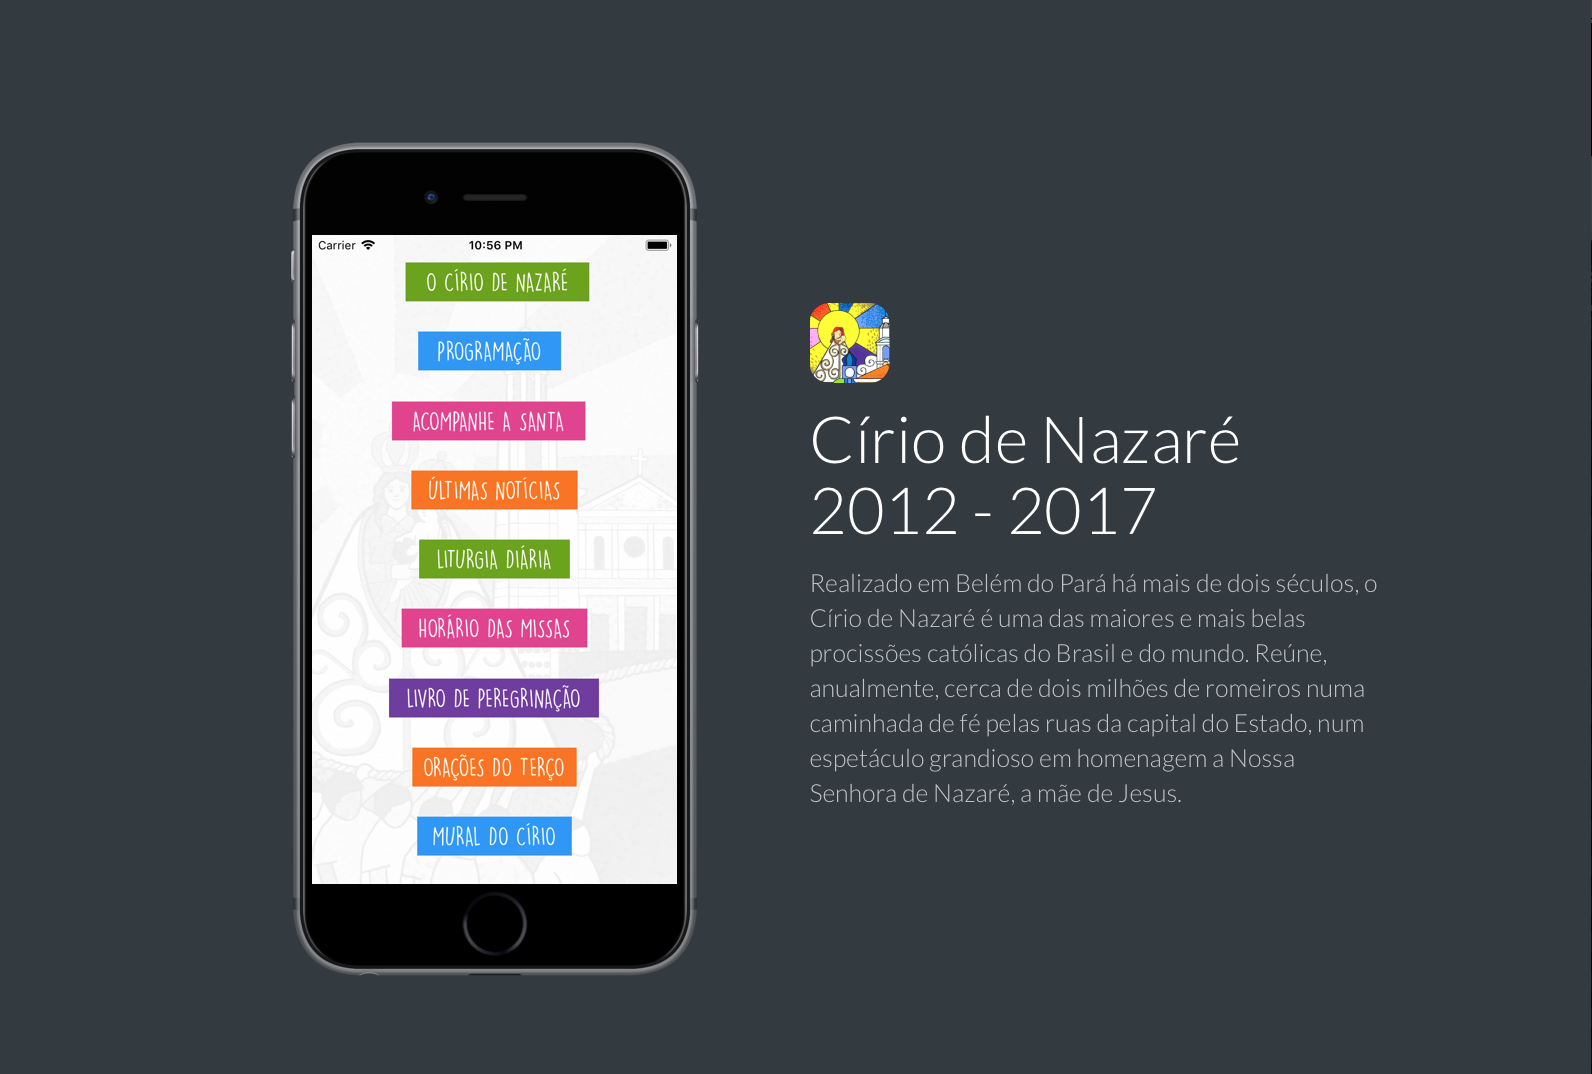 Carrier
10:56 PM
O CÍRIO DE NAZARÉ
PROGRAMAÇÃO
ACOMPANHE A SANTA
ÚLTIMAS NOTÍCIAS
LITURGIA DIÁRIA
HORÁRIO DAS MISSAS
LIVRO DE PEREGRINAÇÃO
ORAÇÕES DO TERÇO
MURAL DO CÍRIO
Círio de Nazaré
2012 - 2017
Realizado em Belém do Pará há mais de dois séculos, o
Círio de Nazaré é uma das maiores e mais belas
procissões católicas do Brasil e do mundo. Reúne,
anualmente, cerca de dois milhões de romeiros numa
caminhada de fé pelas ruas da capital do Estado, num
espetáculo grandioso em homenagem a Nossa
Senhora de Nazaré, a mãe de Jesus.